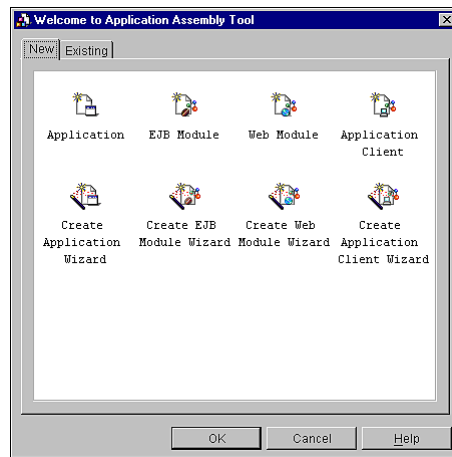 Welcome to Application Assembly Tool
New Existing
Application EJB Module Web Module Application Client
Create Application Wizard Create EJB Module Wizard Create Web Module Wizard Create Application Client Wizard
OK Cancel Help